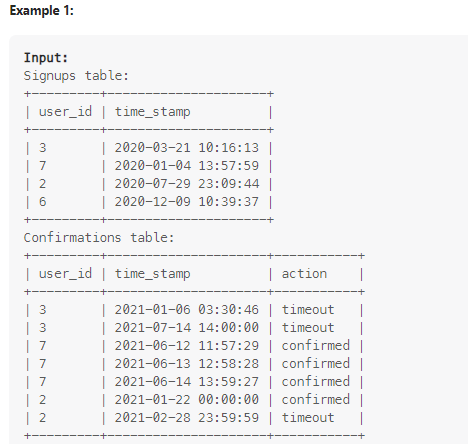 Example 1:
Input:
Signups table:
+---------+---------------------+
| user_id | time_stamp          |
+---------+---------------------+
| 3       | 2020-03-21 10:16:13 |
| 7       | 2020-01-04 13:57:59 |
| 2       | 2020-07-29 23:09:44 |
| 6       | 2020-12-09 10:39:37 |
+---------+---------------------+
Confirmations table:
+---------+---------------------+-----------+
| user_id | time_stamp          | action    |
+---------+---------------------+-----------+
| 3       | 2021-01-06 03:30:46 | timeout   |
| 3       | 2021-07-14 14:00:00 | timeout   |
| 7       | 2021-06-12 11:57:29 | confirmed |
| 7       | 2021-06-13 12:58:28 | confirmed |
| 7       | 2021-06-14 13:59:27 | confirmed |
| 2       | 2021-01-22 00:00:00 | confirmed |
| 2       | 2021-02-28 23:59:59 | timeout   |
+---------+---------------------+-----------+